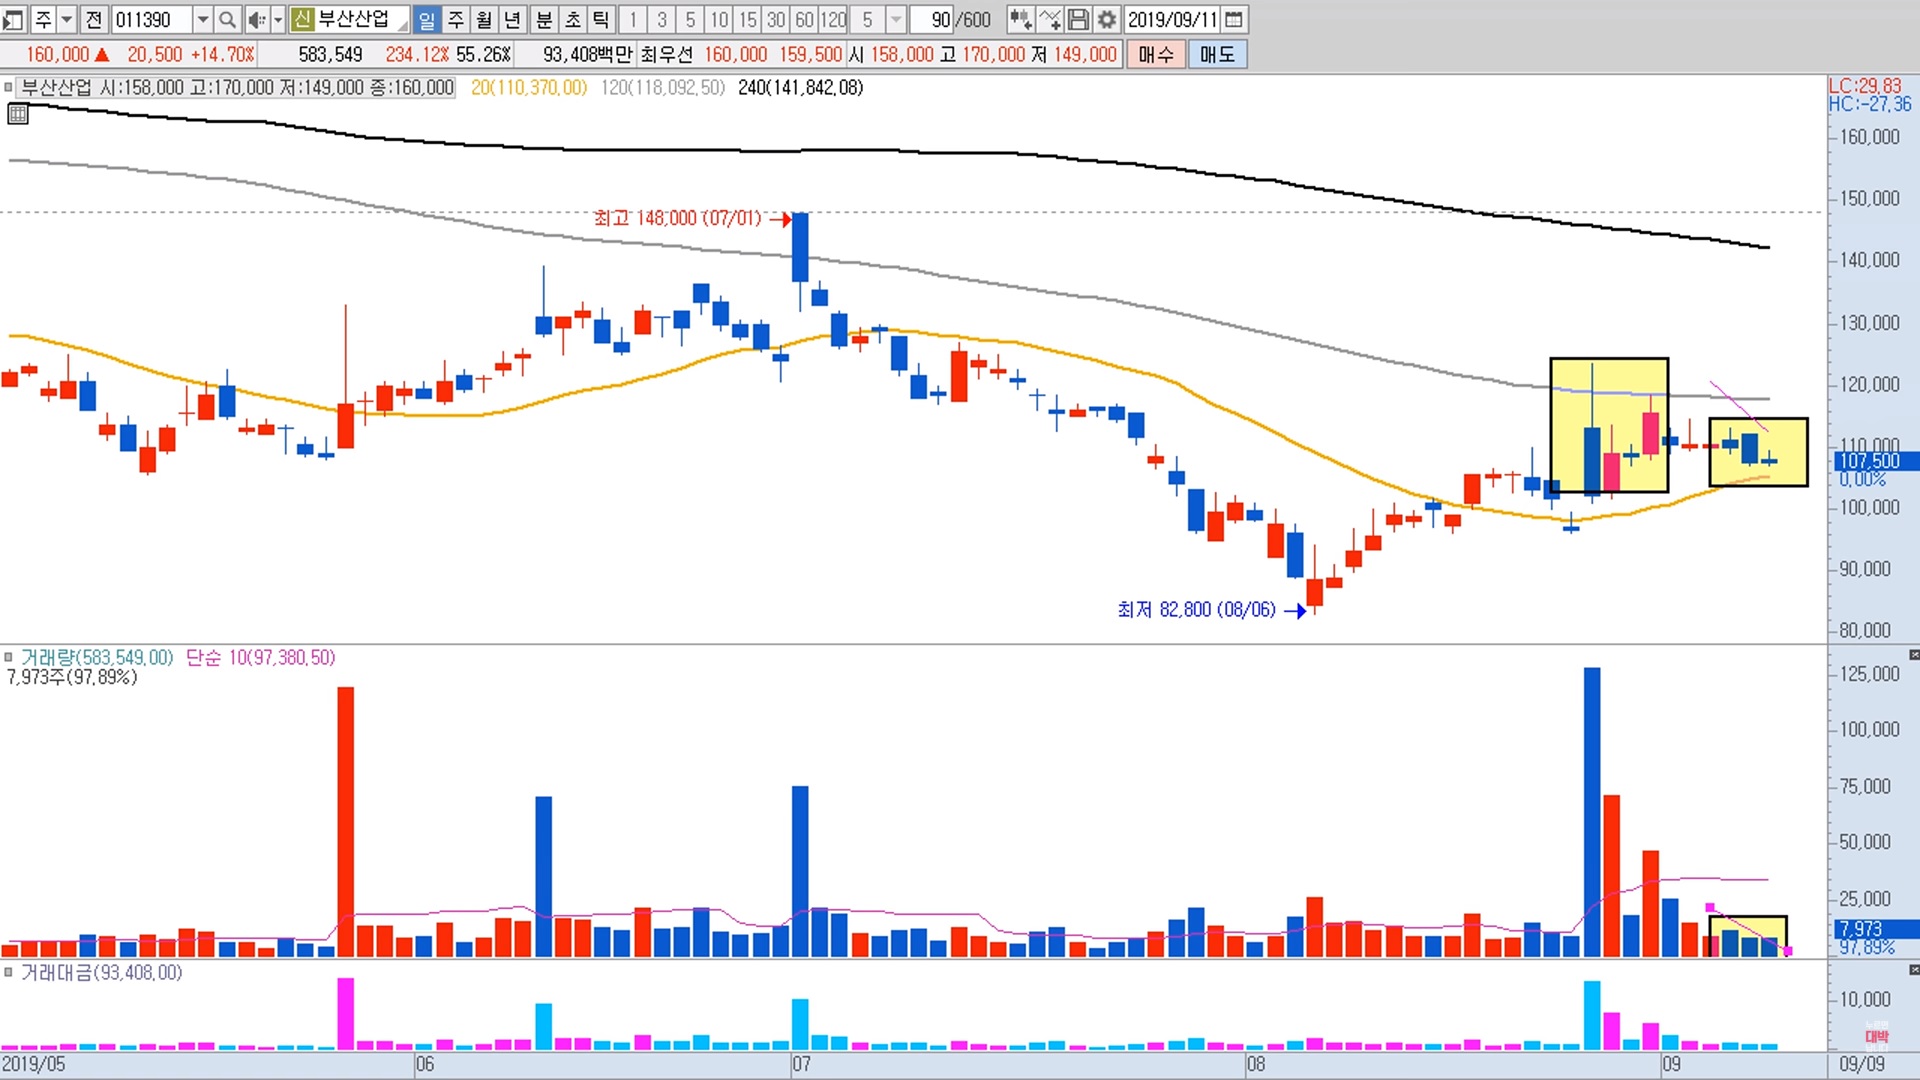 주 전 011390 신 부산산업 일 주 월 년 분 초 틱 1 3 5 10 15 30 60 120 5 90 /600 2019/09/11
160,000 ▲ 20,500 +14.70% 583,549 234.12% 55.26% 93,408백만 최우선 160,000 159,500 시 158,000 고 170,000 저 149,000 매수 매도
부산산업 시:158,000 고:170,000 저:149,000 종:160,000 20(110,370.00) 120(118,092.50) 240(141,842.08)
LC:29.83
HC:-27.36
160,000
150,000
최고 148,000 (07/01)
140,000
130,000
120,000
110,000
107,500
0.00%
100,000
90,000
최저 82,800 (08/06)
80,000
거래량(583,549.00) 단순 10(97,380.50)
7,973주(97.89%)
125,000
100,000
75,000
50,000
25,000
7,973
97.89%
거래대금(93,408.00)
10,000
대박
2019/05 06 07 08 09 09/09